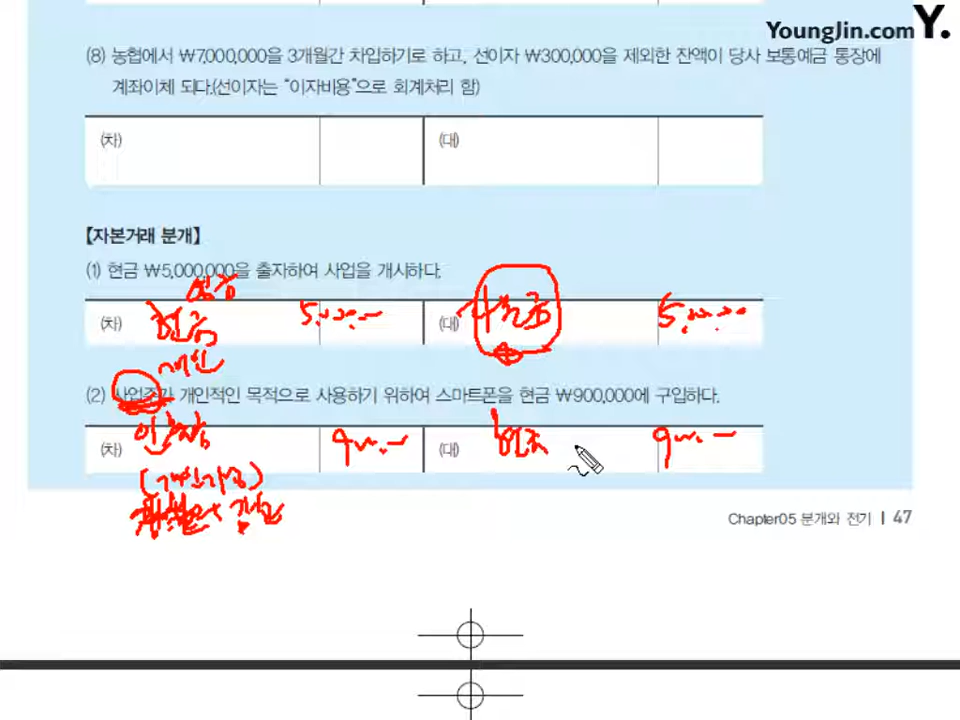 YoungJin.com Y.
(8) 농협에서 ₩7,000,000을 3개월간 차입하기로 하고, 선이자 ₩300,000을 제외한 잔액이 당사 보통예금 통장에
계좌이체 되다.(선이자는 "이자비용"으로 회계처리 함)
(차) (대)
【자본거래 분개】
(1) 현금 ₩5,000,000을 출자하여 사업을 개시하다.
(차) 현금 (대) 자본금
개인
(2) 사업주가 개인적인 목적으로 사용하기 위하여 스마트폰을 현금 ₩900,000에 구입하다.
(차) 인출금 (대) 현금
Chapter05 분개와 전기 | 47